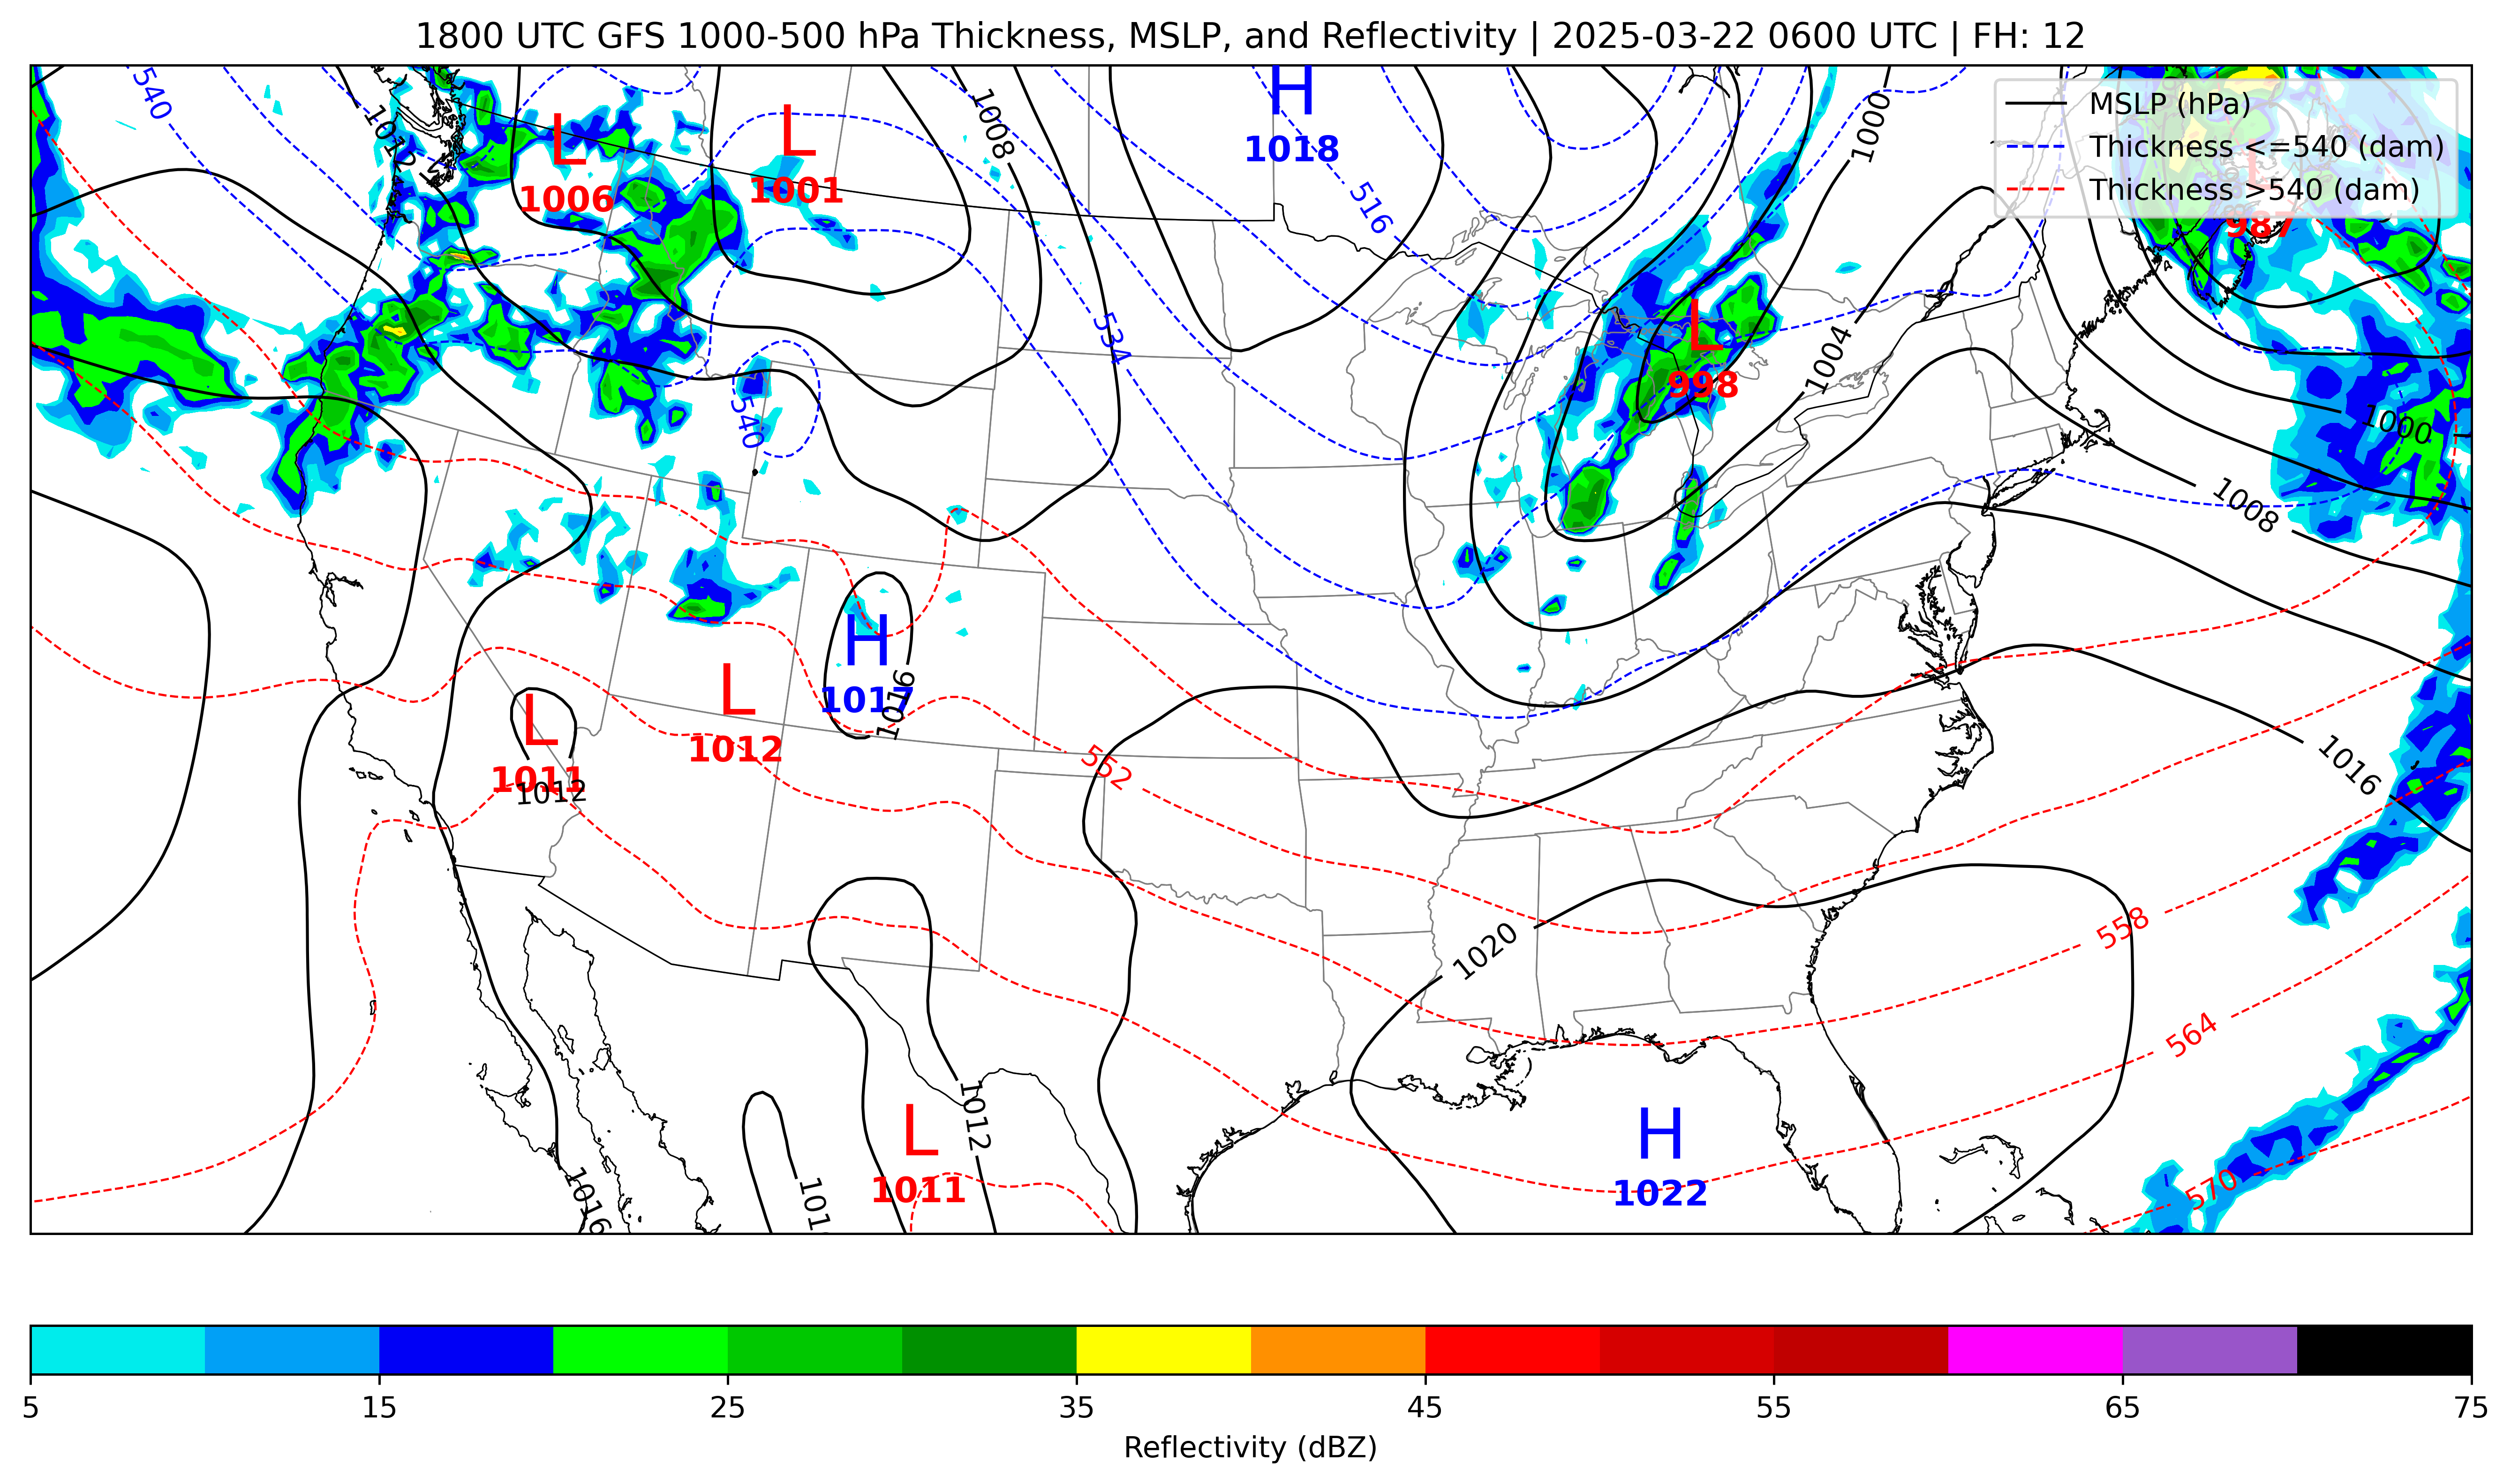 1800 UTC GFS 1000-500 hPa Thickness, MSLP, and Reflectivity | 2025-03-22 0600 UTC | FH: 12
MSLP (hPa)
Thickness <=540 (dam)
Thickness >540 (dam)
540
1012
L
1006
L
1001
1008
H
1018
516
1000
L
987
534
L
998
1004
540
1000
1008
H
1017
1016
L
1012
L
1011
1012
552
1016
1020
558
564
L
1011
1012
H
1022
1016
570
5
15
25
35
45
55
65
75
Reflectivity (dBZ)